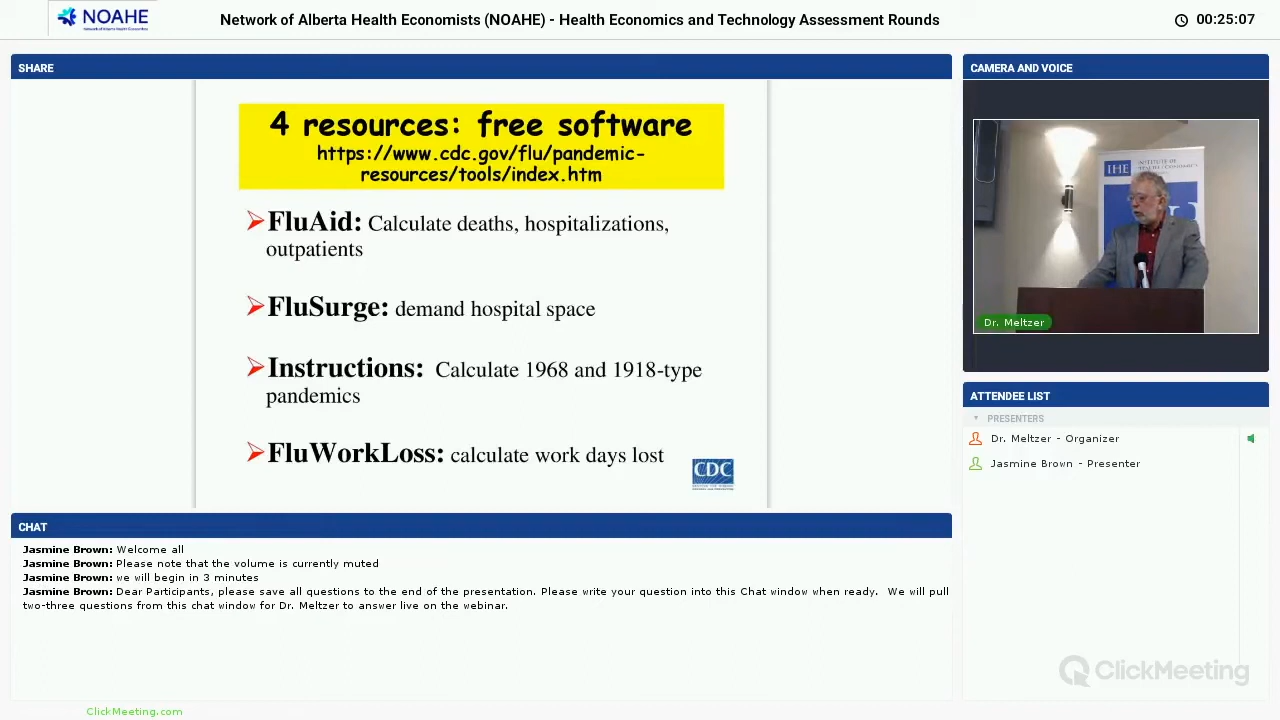 NOAHE
Network of Alberta Health Economists (NOAHE) - Health Economics and Technology Assessment Rounds
00:25:07
SHARE
4 resources: free software
https://www.cdc.gov/flu/pandemic-
resources/tools/index.htm
FluAid: Calculate deaths, hospitalizations,
outpatients
FluSurge: demand hospital space
Instructions: Calculate 1968 and 1918-type
pandemics
FluWorkLoss: calculate work days lost
CDC
CAMERA AND VOICE
INSTITUTE OF
IHE
Dr. Meltzer
ATTENDEE LIST
PRESENTERS
Dr. Meltzer - Organizer
Jasmine Brown - Presenter
CHAT
Jasmine Brown: Welcome all
Jasmine Brown: Please note that the volume is currently muted
Jasmine Brown: we will begin in 3 minutes
Jasmine Brown: Dear Participants, please save all questions to the end of the presentation. Please write your question into this Chat window when ready. We will pull
two-three questions from this chat window for Dr. Meltzer to answer live on the webinar.
ClickMeeting
ClickMeeting.com